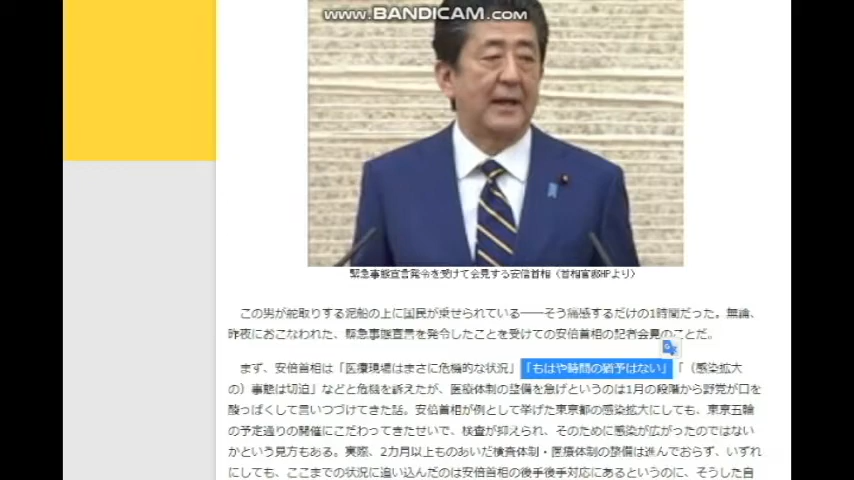 www.BANDICAM.com
緊急事態宣言発令を受けて会見する安倍首相(首相官邸HPより)
この男が舵取りする泥船の上に国民が乗せられている——そう痛感するだけの1時間だった。無論、
昨夜におこなわれた、緊急事態宣言を発令したことを受けての安倍首相の記者会見のことだ。
まず、安倍首相は「医療現場はまさに危機的な状況」「もはや時間の猶予はない」「(感染拡大
の)事態は切迫」などと危機を訴えたが、医療体制の整備を急げというのは1月の段階から野党が口を
酸っぱくして言いつづけてきた話。安倍首相が例として挙げた東京都の感染拡大にしても、東京五輪
の予定通りの開催にこだわってきたせいで、検査が抑えられ、そのために感染が広がったのではない
かという見方もある。実際、2カ月以上ものあいだ検査体制・医療体制の整備は進んでおらず、いずれ
にしても、ここまでの状況に追い込んだのは安倍首相の後手後手対応にあるというのに、そうした自